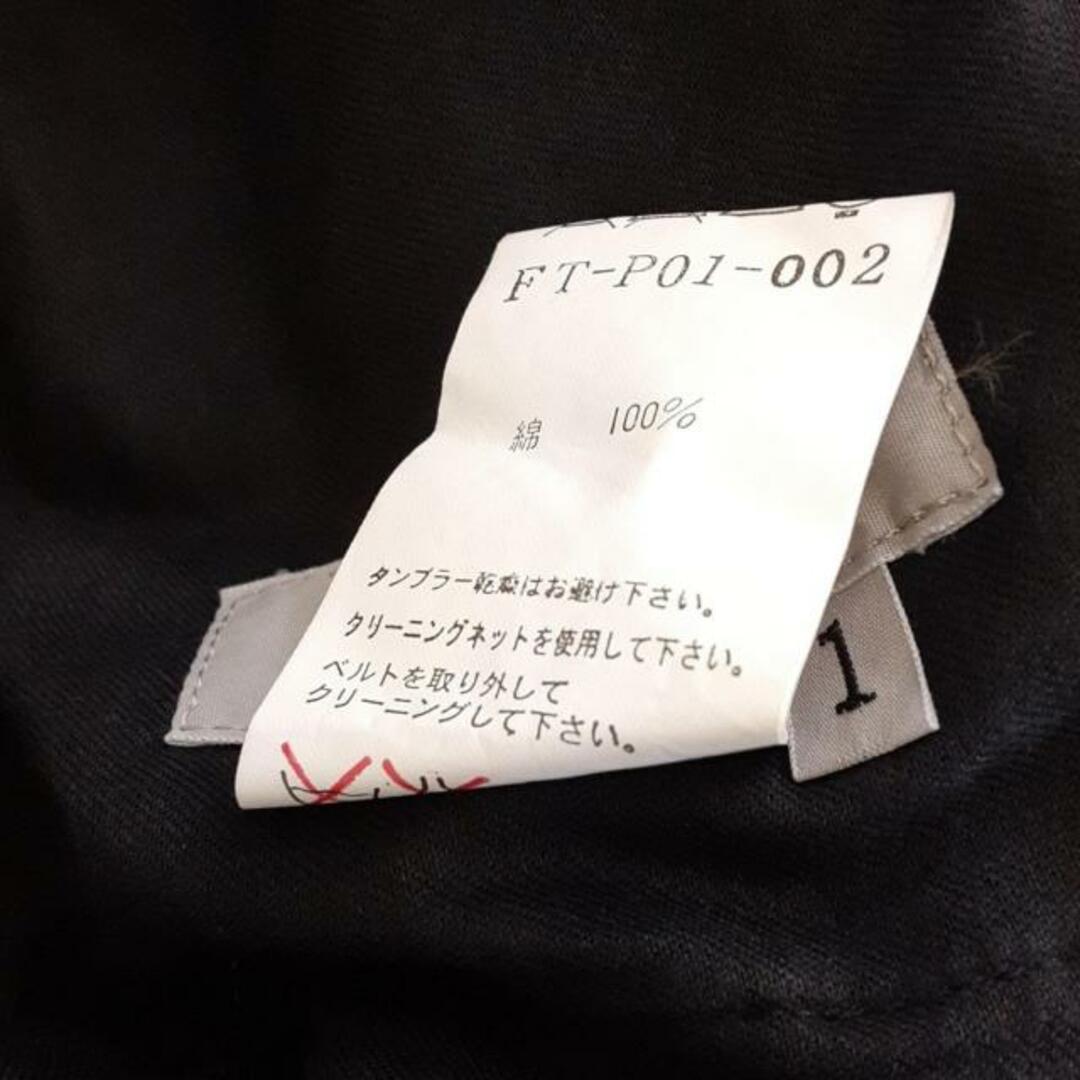 FT-P01-002
綿 100%
タンブラー乾燥はお避け下さい。
クリーニングネットを使用して下さい。
ベルトを取り外して
クリーニングして下さい。
1